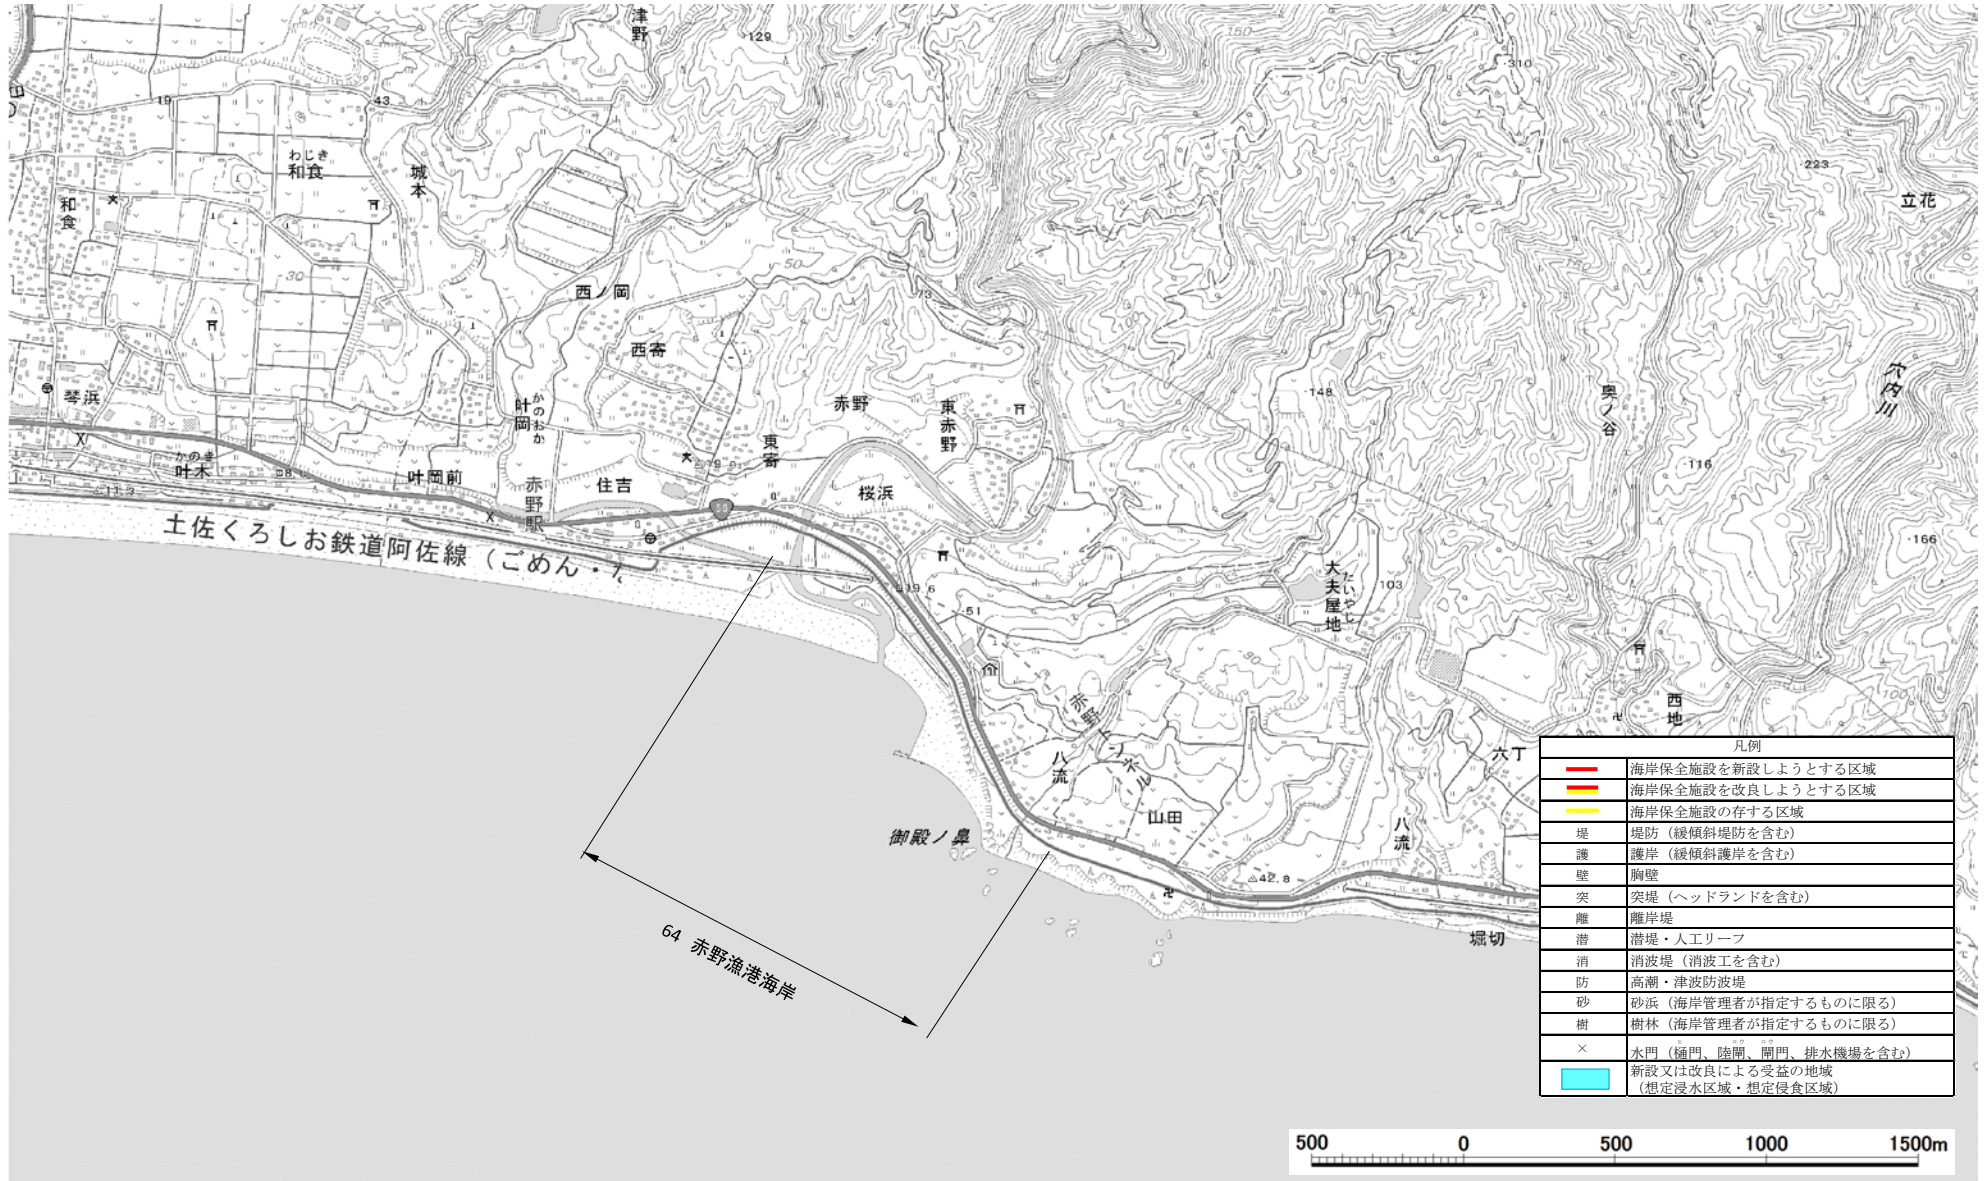 津野
129
150
310
19
43
わじき
和食
城本
223
立花
和食
30
50
西ノ岡
73
100
西寄
148
穴内川
琴浜
かのおか
叶岡
赤野
東赤野
奥ノ谷
東寄
かのき
叶木
8.0
叶岡前
赤野駅
住吉
19.0
桜浜
116
11.3
55
土佐くろしお鉄道阿佐線（ごめん・な
166
19.6
51
たいやじ
大夫屋地
103
80
赤野トンネル
西地
100
八流
六丁
山田
八流
御殿ノ鼻
42.8
堀切
64 赤野漁港海岸
凡例
海岸保全施設を新設しようとする区域
海岸保全施設を改良しようとする区域
海岸保全施設の存する区域
堤 堤防（緩傾斜堤防を含む）
護 護岸（緩傾斜護岸を含む）
壁 胸壁
突 突堤（ヘッドランドを含む）
離 離岸堤
潜 潜堤・人工リーフ
消 消波堤（消波工を含む）
防 高潮・津波防波堤
砂 砂浜（海岸管理者が指定するものに限る）
樹 樹林（海岸管理者が指定するものに限る）
× 水門（樋門、陸閘、閘門、排水機場を含む）
新設又は改良による受益の地域
（想定浸水区域・想定侵食区域）
500 0 500 1000 1500m